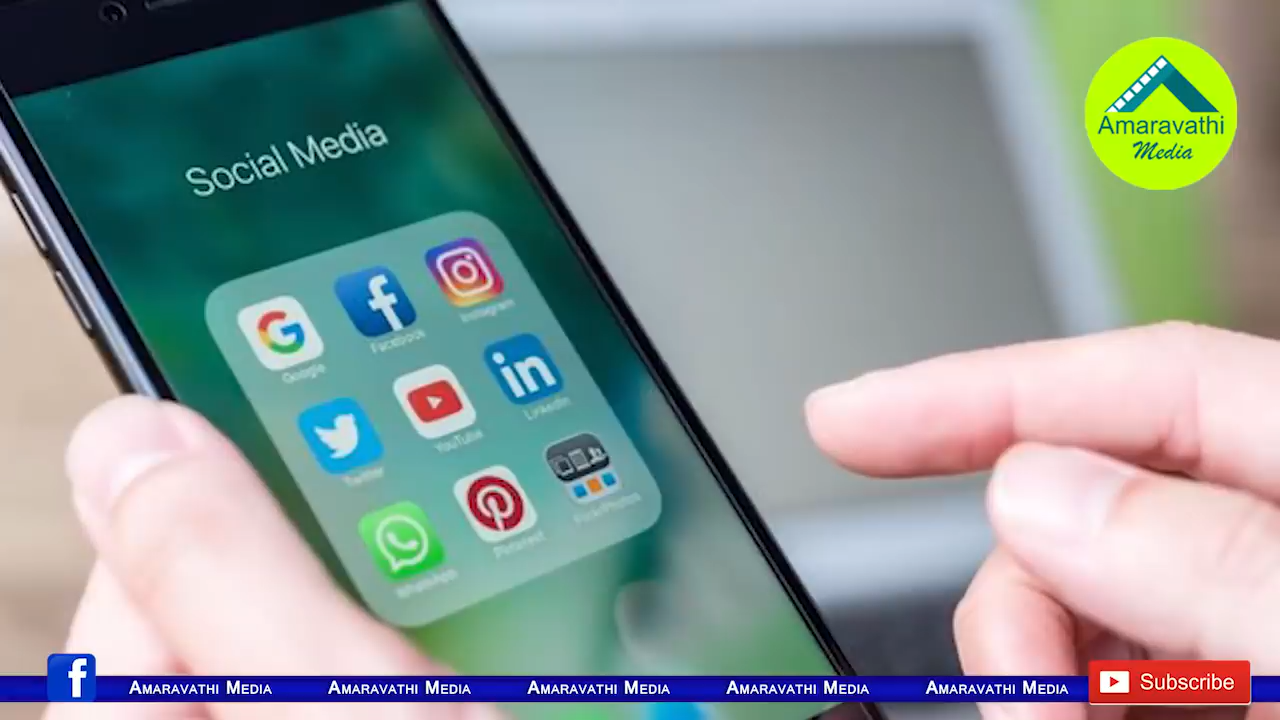 Social Media
Amaravathi
Media
Google
Facebook
Instagram
in
Twitter
YouTube
LinkedIn
WhatsApp
Pinterest
f AMARAVATHI MEDIA AMARAVATHI MEDIA AMARAVATHI MEDIA AMARAVATHI MEDIA AMARAVATHI MEDIA Subscribe